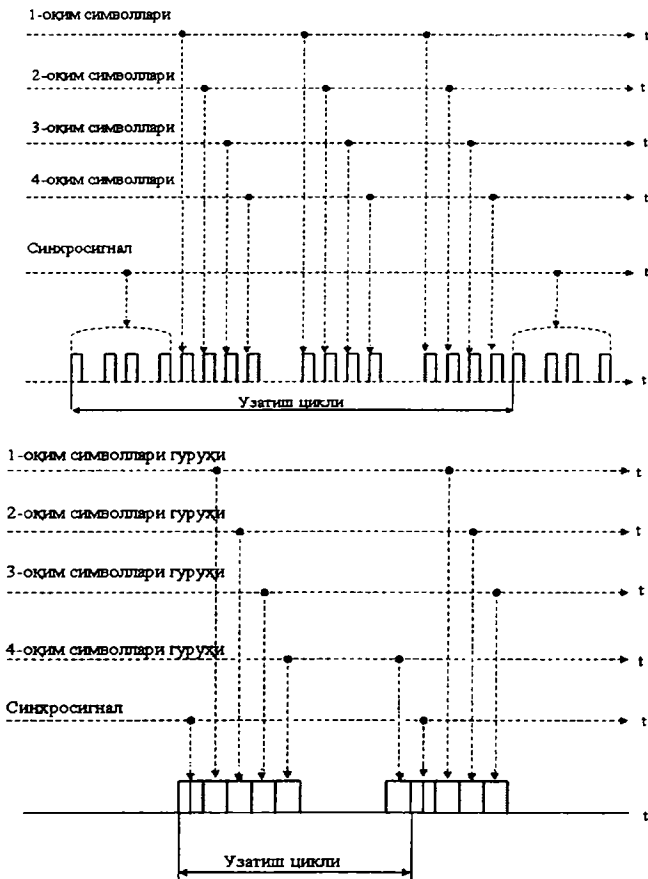 1-оқим символлари
t
2-оқим символлари
t
3-оқим символлари
t
4-оқим символлари
t
Синхросигнал
t
t
Узатиш цикли
1-оқим символлари гуруҳи
t
2-оқим символлари гуруҳи
t
3-оқим символлари гуруҳи
t
4-оқим символлари гуруҳи
t
Синхросигнал
t
t
Узатиш цикли